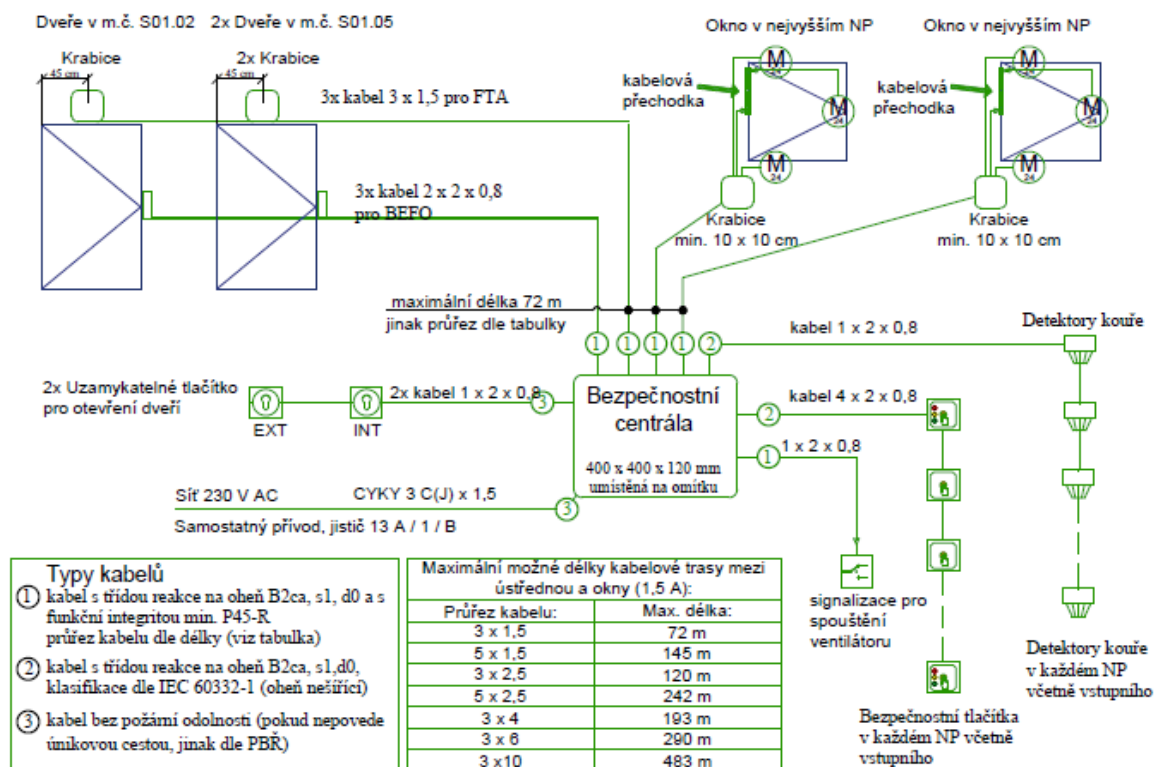 Dveře v m.č. S01.02
2x Dveře v m.č. S01.05
Okno v nejvyšším NP
Okno v nejvyšším NP
Krabice
2x Krabice
45 cm
45 cm
3x kabel 3 x 1,5 pro FTA
kabelová
přechodka
kabelová
přechodka
M
24
M
24
M
24
M
24
M
24
M
24
3x kabel 2 x 2 x 0,8
pro BEFO
Krabice
min. 10 x 10 cm
Krabice
min. 10 x 10 cm
maximální délka 72 m
jinak průřez dle tabulky
1
1
1
1
2
kabel 1 x 2 x 0,8
Detektory kouře
2x Uzamykatelné tlačítko
pro otevření dveří
EXT
INT
2x kabel 1 x 2 x 0,8
3
Bezpečnostní
centrála
400 x 400 x 120 mm
umístěná na omítku
2
kabel 4 x 2 x 0,8
1
1 x 2 x 0,8
Síť 230 V AC
CYKY 3 C(J) x 1,5
3
Samostatný přívod, jistič 13 A / 1 / B
signalizace pro
spouštění
ventilátoru
Detektory kouře
v každém NP
včetně vstupního
Bezpečnostní tlačítka
v každém NP včetně
vstupního
Typy kabelů
1 kabel s třídou reakce na oheň B2ca, s1, d0 a s
funkční integritou min. P45-R
průřez kabelu dle délky (viz tabulka)
2 kabel s třídou reakce na oheň B2ca, s1,d0,
klasifikace dle IEC 60332-1 (oheň nešířící)
3 kabel bez požární odolnosti (pokud nepovede
únikovou cestou, jinak dle PBŘ)
Maximální možné délky kabelové trasy mezi
ústřednou a okny (1,5 A):
Průřez kabelu: Max. délka:
3 x 1,5 72 m
5 x 1,5 145 m
3 x 2,5 120 m
5 x 2,5 242 m
3 x 4 193 m
3 x 6 290 m
3 x10 483 m